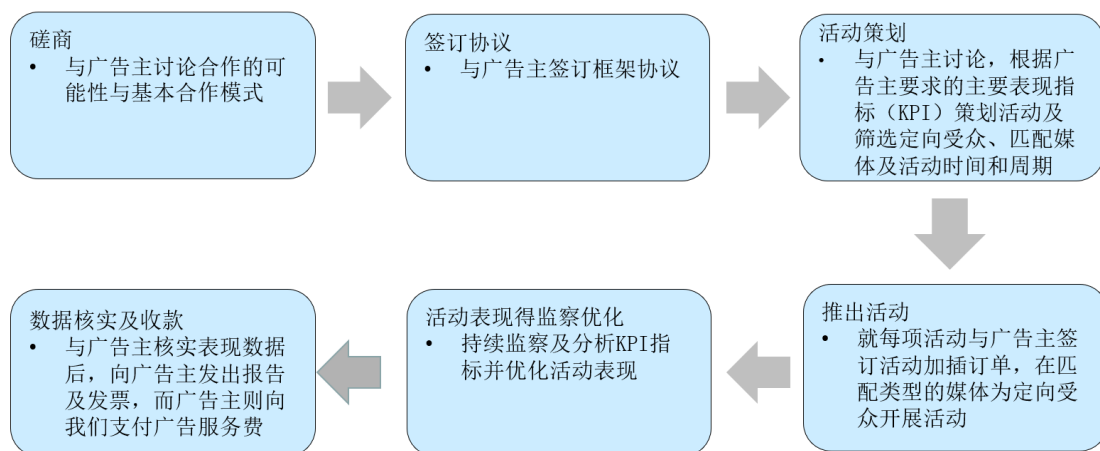 磋商
• 与广告主讨论合作的可
能性与基本合作模式
签订协议
• 与广告主签订框架协议
活动策划
• 与广告主讨论，根据广
告主要求的主要表现指
标（KPI）策划活动及
筛选定向受众、匹配媒
体及活动时间和周期
推出活动
• 就每项活动与广告主签
订活动加插订单，在匹
配类型的媒体为定向受
众开展活动
活动表现得监察优化
• 持续监察及分析KPI指
标并优化活动表现
数据核实及收款
• 与广告主核实表现数据
后，向广告主发出报告
及发票，而广告主则向
我们支付广告服务费